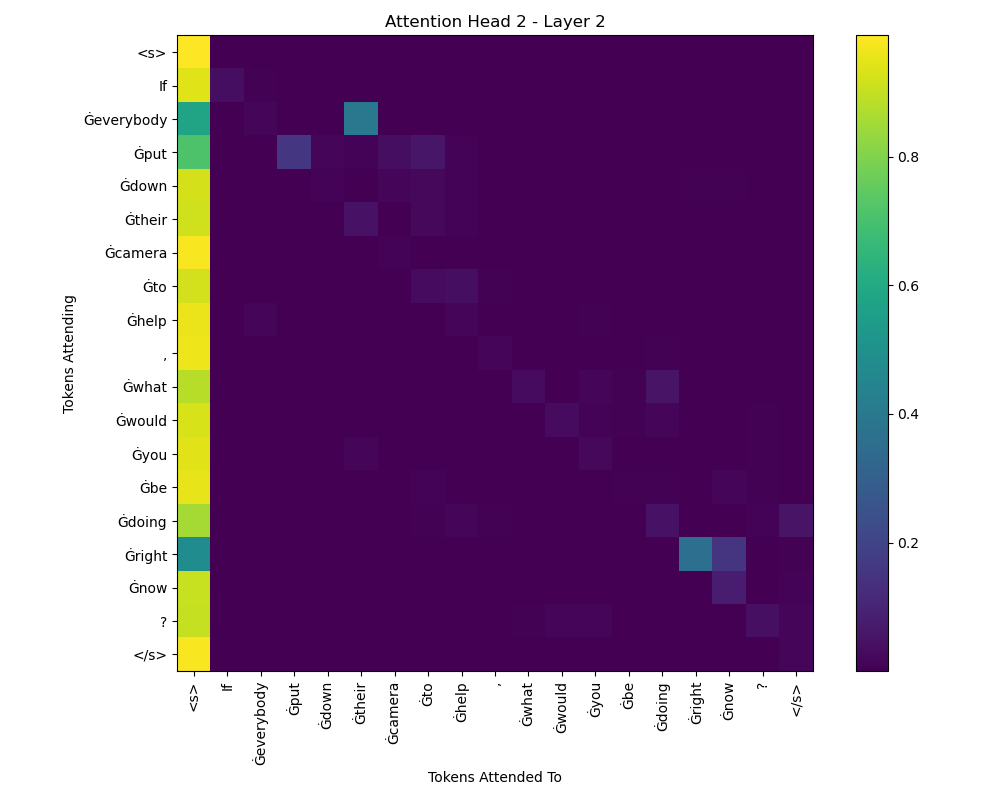 Attention Head 2 - Layer 2
Tokens Attending
<s>
If
Ġeverybody
Ġput
Ġdown
Ġtheir
Ġcamera
Ġto
Ġhelp
,
Ġwhat
Ġwould
Ġyou
Ġbe
Ġdoing
Ġright
Ġnow
?
</s>
<s>
If
Ġeverybody
Ġput
Ġdown
Ġtheir
Ġcamera
Ġto
Ġhelp
,
Ġwhat
Ġwould
Ġyou
Ġbe
Ġdoing
Ġright
Ġnow
?
</s>
Tokens Attended To
0.8
0.6
0.4
0.2